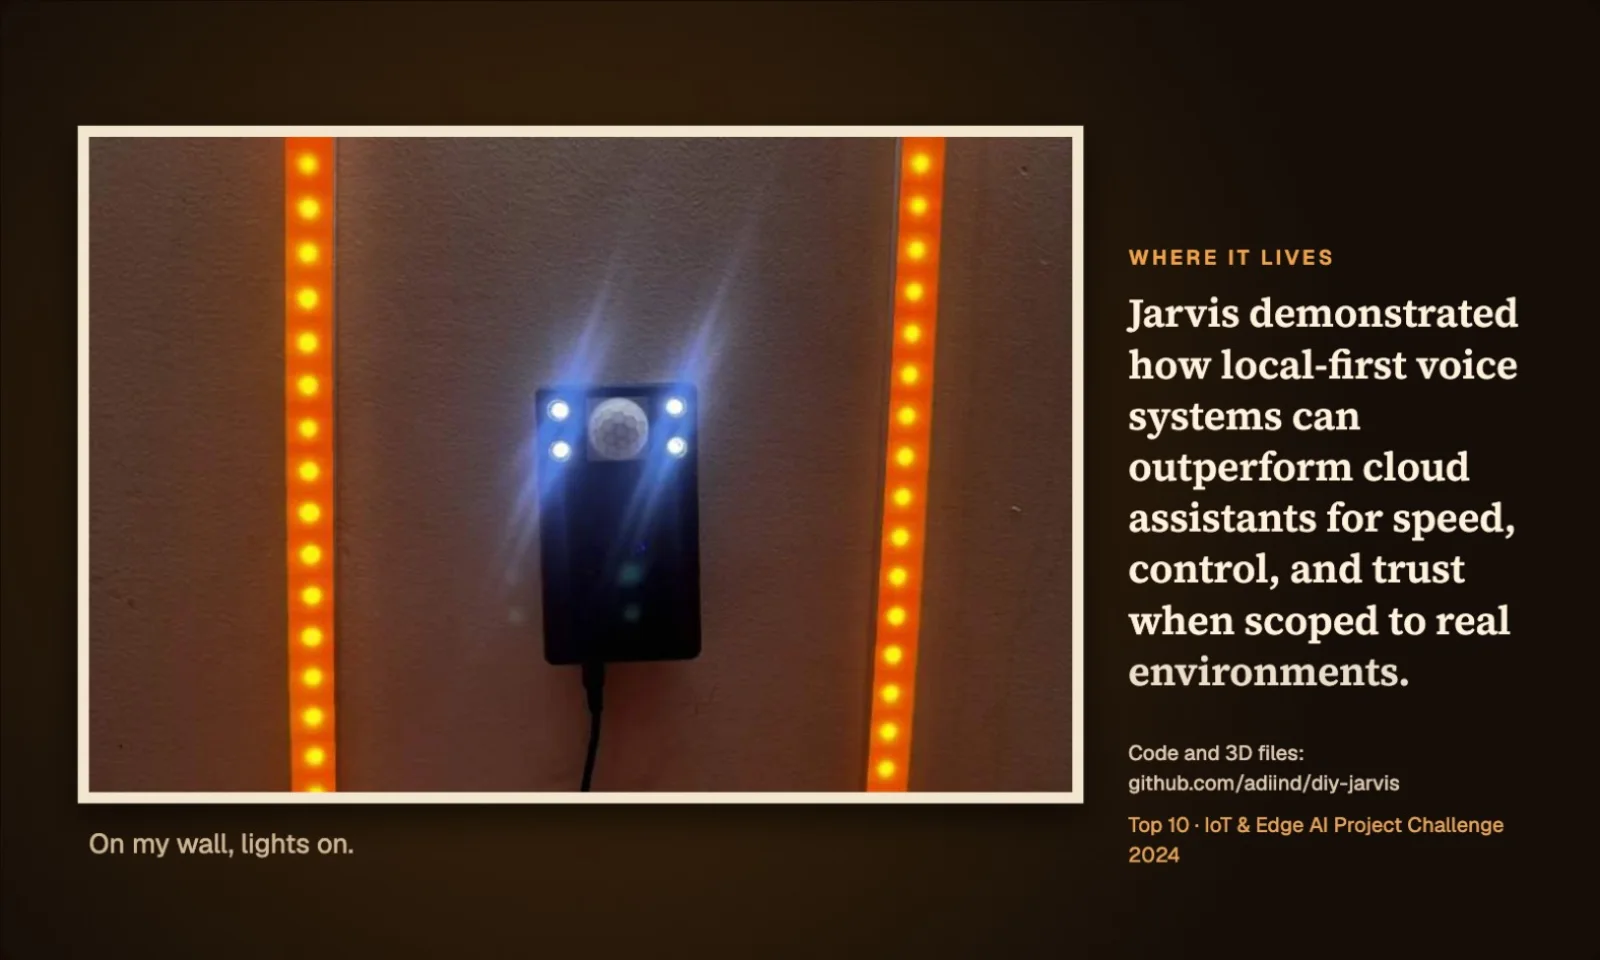 WHERE IT LIVES
Jarvis demonstrated
how local-first voice
systems can
outperform cloud
assistants for speed,
control, and trust
when scoped to real
environments.
Code and 3D files:
github.com/adiind/diy-jarvis
Top 10 · IoT & Edge AI Project Challenge
2024
On my wall, lights on.